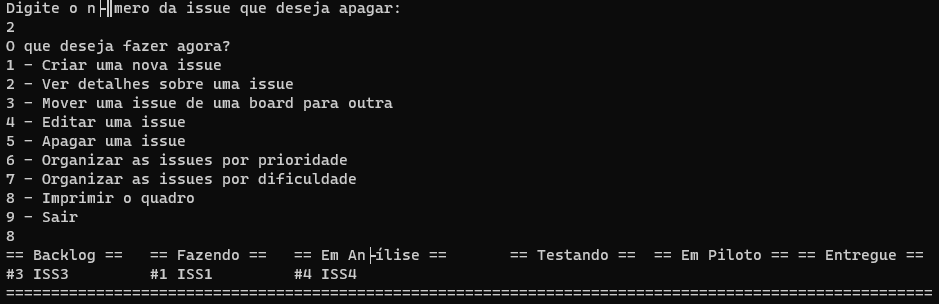 Digite o n├║mero da issue que deseja apagar:
2
O que deseja fazer agora?
1 - Criar uma nova issue
2 - Ver detalhes sobre uma issue
3 - Mover uma issue de uma board para outra
4 - Editar uma issue
5 - Apagar uma issue
6 - Organizar as issues por prioridade
7 - Organizar as issues por dificuldade
8 - Imprimir o quadro
9 - Sair
8
== Backlog ==   == Fazendo ==   == Em An├ílise ==       == Testando ==  == Em Piloto == == Entregue ==
#3 ISS3         #1 ISS1         #4 ISS4
=======================================================================================================